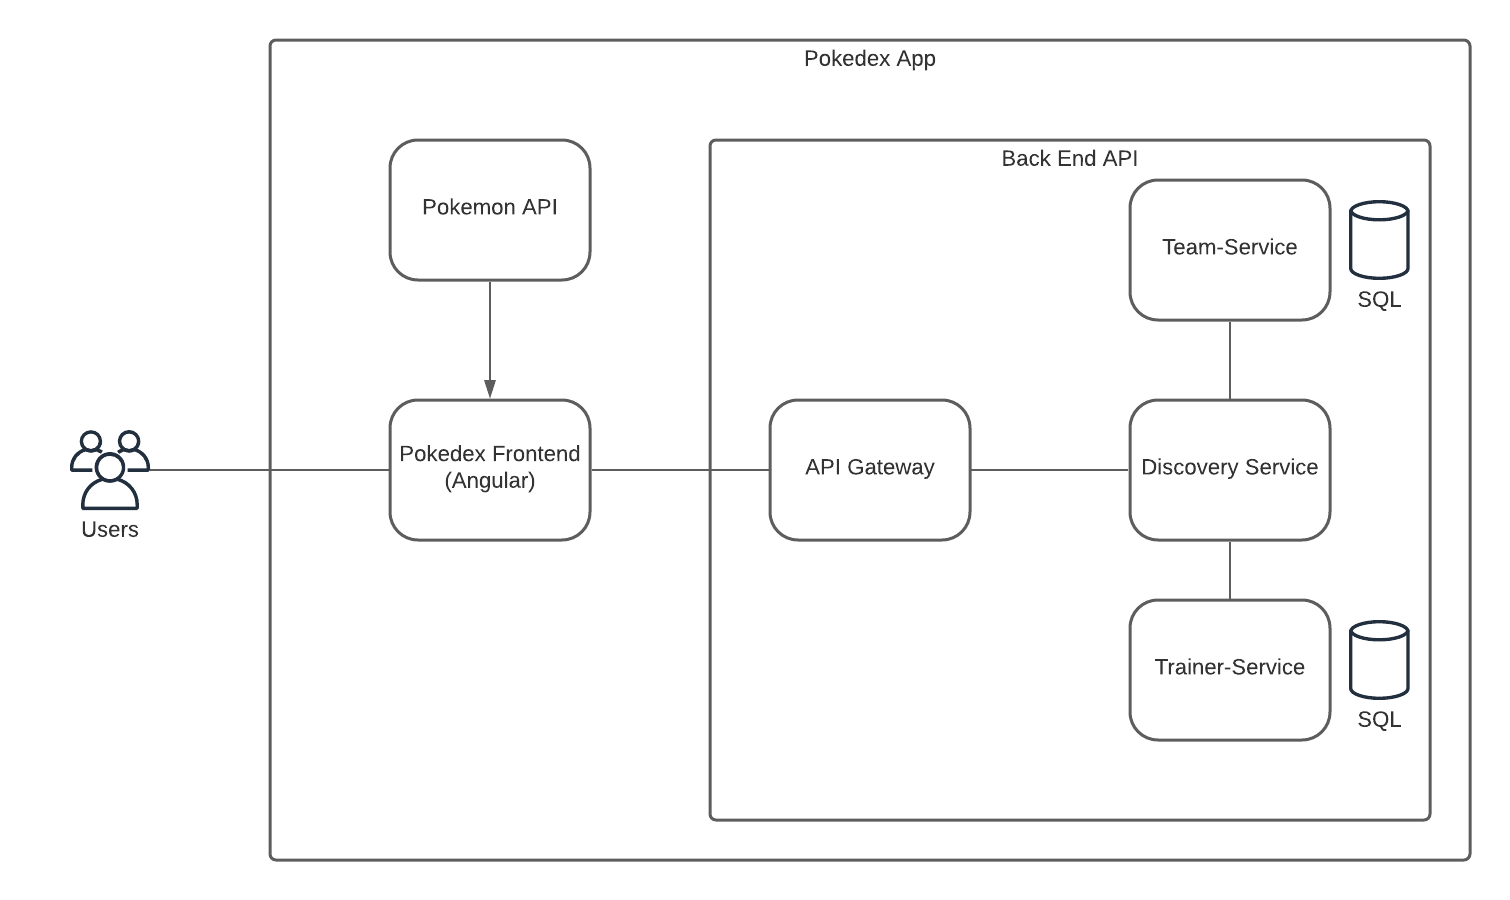 Pokedex App
Pokemon API
Back End API
Team-Service
SQL
Users
Pokedex Frontend
(Angular)
API Gateway
Discovery Service
Trainer-Service
SQL